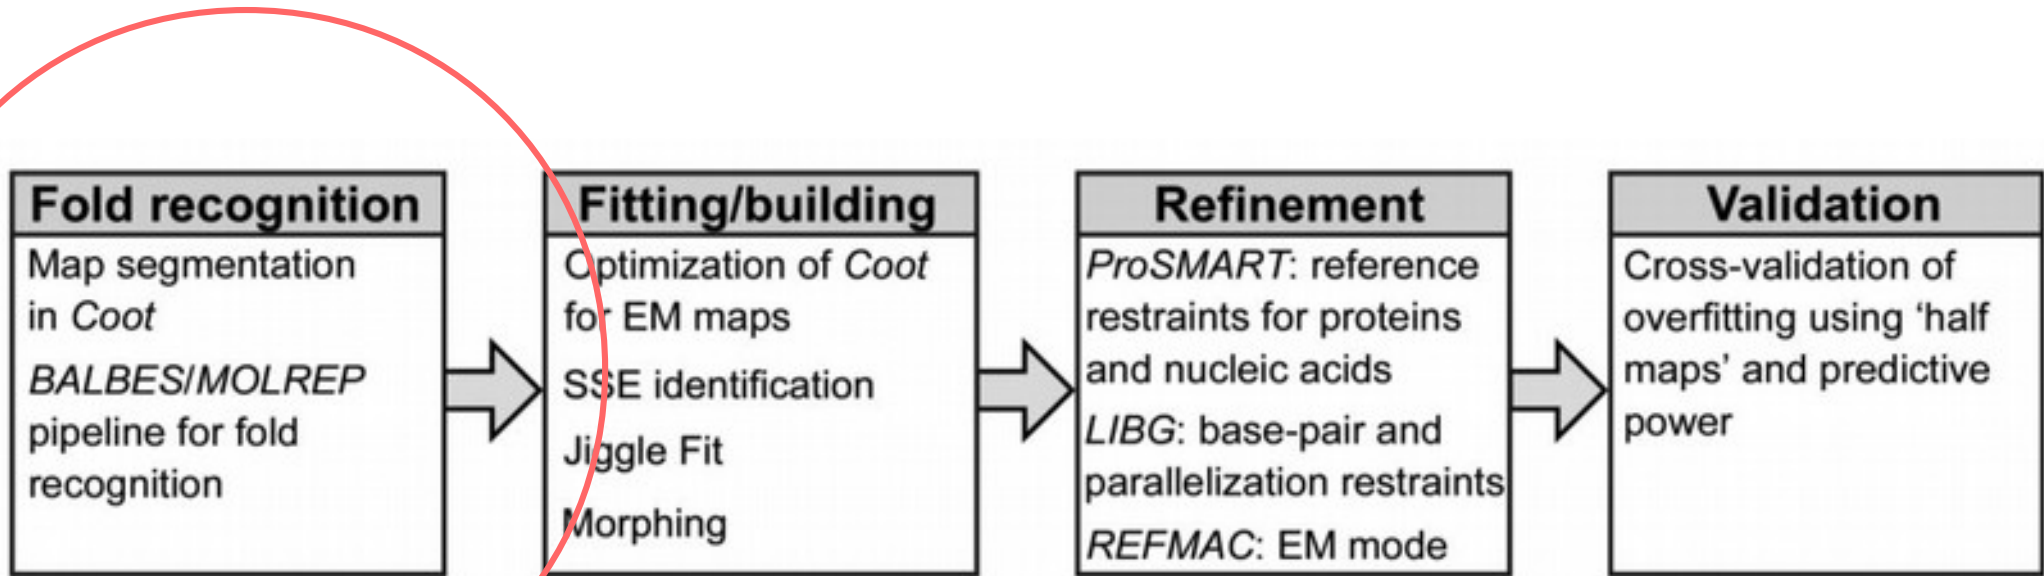 Fold recognition
Map segmentation
in Coot
BALBES/MOLREP
pipeline for fold
recognition
Fitting/building
Optimization of Coot
for EM maps
SSE identification
Jiggle Fit
Morphing
Refinement
ProSMART: reference
restraints for proteins
and nucleic acids
LIBG: base-pair and
parallelization restraints
REFMAC: EM mode
Validation
Cross-validation of
overfitting using ‘half
maps’ and predictive
power